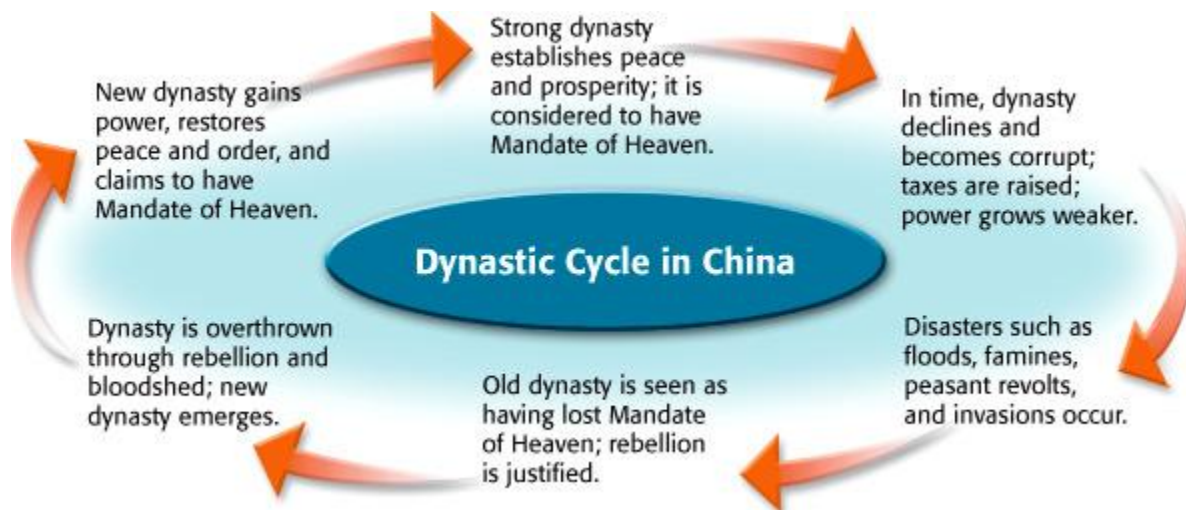 Strong dynasty
establishes peace
and prosperity; it is
considered to have
Mandate of Heaven.
In time, dynasty
declines and
becomes corrupt;
taxes are raised;
power grows weaker.
Disasters such as
floods, famines,
peasant revolts,
and invasions occur.
Old dynasty is seen as
having lost Mandate
of Heaven; rebellion
is justified.
Dynasty is overthrown
through rebellion and
bloodshed; new
dynasty emerges.
New dynasty gains
power, restores
peace and order, and
claims to have
Mandate of Heaven.
Dynastic Cycle in China